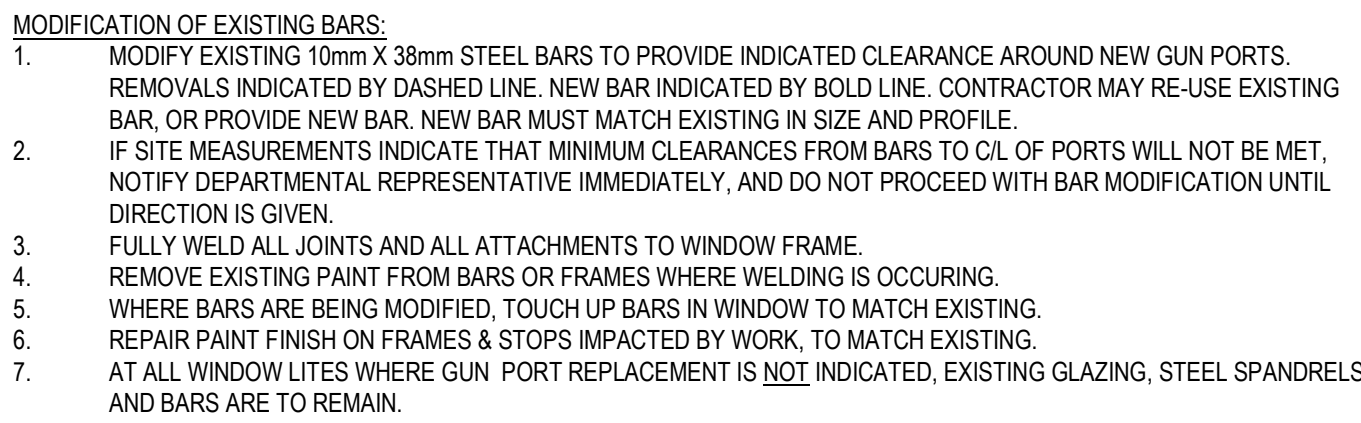 MODIFICATION OF EXISTING BARS:
1. MODIFY EXISTING 10mm X 38mm STEEL BARS TO PROVIDE INDICATED CLEARANCE AROUND NEW GUN PORTS.
REMOVALS INDICATED BY DASHED LINE. NEW BAR INDICATED BY BOLD LINE. CONTRACTOR MAY RE-USE EXISTING
BAR, OR PROVIDE NEW BAR. NEW BAR MUST MATCH EXISTING IN SIZE AND PROFILE.
2. IF SITE MEASUREMENTS INDICATE THAT MINIMUM CLEARANCES FROM BARS TO C/L OF PORTS WILL NOT BE MET,
NOTIFY DEPARTMENTAL REPRESENTATIVE IMMEDIATELY, AND DO NOT PROCEED WITH BAR MODIFICATION UNTIL
DIRECTION IS GIVEN.
3. FULLY WELD ALL JOINTS AND ALL ATTACHMENTS TO WINDOW FRAME.
4. REMOVE EXISTING PAINT FROM BARS OR FRAMES WHERE WELDING IS OCCURING.
5. WHERE BARS ARE BEING MODIFIED, TOUCH UP BARS IN WINDOW TO MATCH EXISTING.
6. REPAIR PAINT FINISH ON FRAMES & STOPS IMPACTED BY WORK, TO MATCH EXISTING.
7. AT ALL WINDOW LITES WHERE GUN PORT REPLACEMENT IS NOT INDICATED, EXISTING GLAZING, STEEL SPANDRELS
AND BARS ARE TO REMAIN.